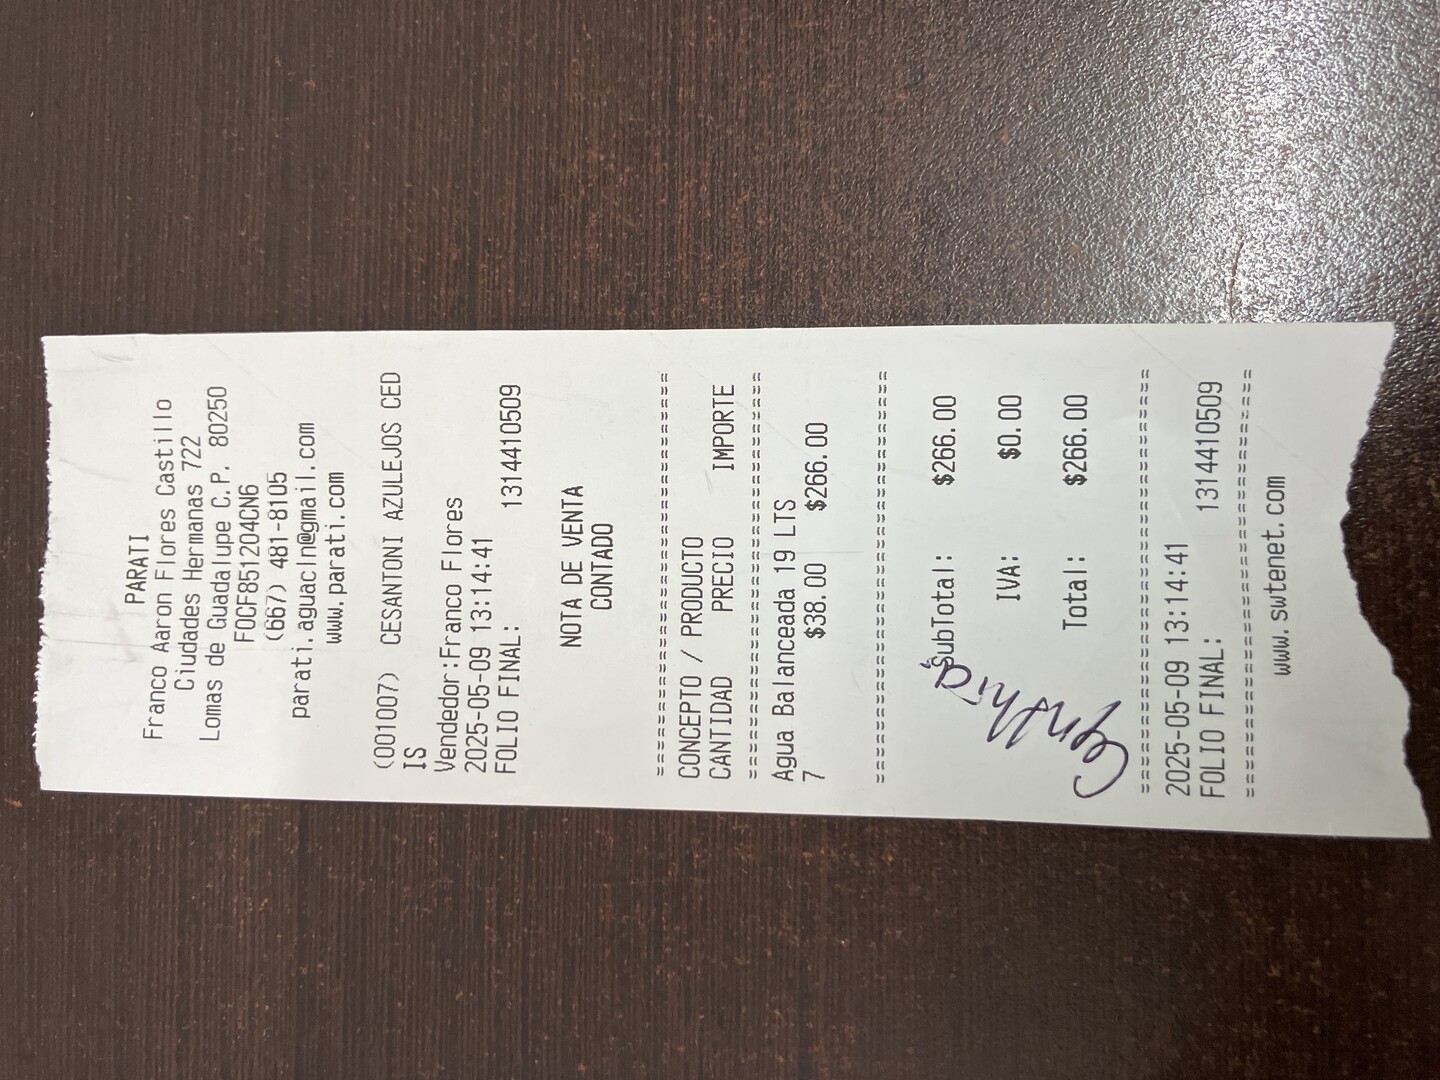 PARATI
Franco Aaron Flores Castillo
Ciudades Hermanas 722
Lomas de Guadalupe C.P. 80250
FOCF851204CN6
(667) 481-8105
parati.aguacln@gmail.com
www.parati.com
(001007) CESANTONI AZULEJOS CED
IS
Vendedor:Franco Flores
2025-05-09 13:14:41
FOLIO FINAL: 1314410509
NOTA DE VENTA
CONTADO
===============================
CONCEPTO / PRODUCTO
CANTIDAD PRECIO IMPORTE
===============================
Agua Balanceada 19 LTS
7 $38.00 $266.00
===============================
SubTotal: $266.00
IVA: $0.00
Total: $266.00
Cynthia
===============================
2025-05-09 13:14:41
FOLIO FINAL: 1314410509
===============================
www.swtenet.com